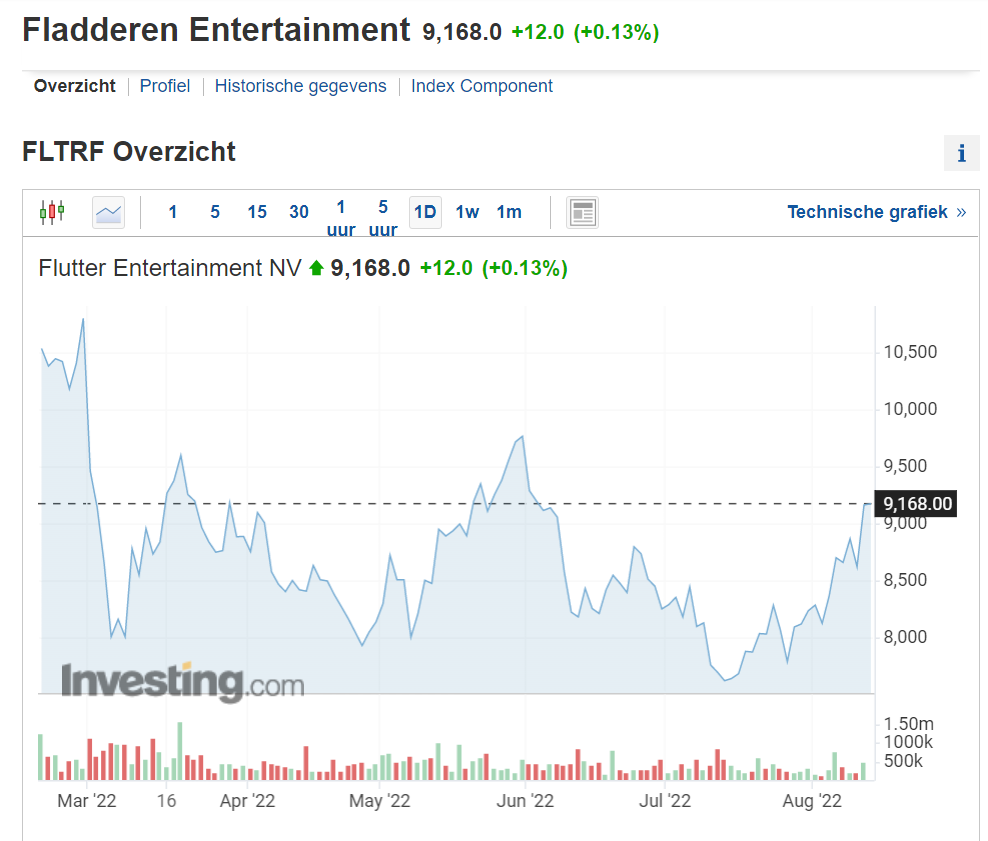 Fladderen Entertainment 9,168.0 +12.0 (+0.13%)
Overzicht Profiel Historische gegevens Index Component
FLTRF Overzicht
i
1 5 15 30 1 uur 5 uur 1D 1w 1m Technische grafiek »
Flutter Entertainment NV 9,168.0 +12.0 (+0.13%)
10,500
10,000
9,500
9,168.00
9,000
8,500
8,000
Investing.com
1.50m
1000k
500k
Mar '22 16 Apr '22 May '22 Jun '22 Jul '22 Aug '22